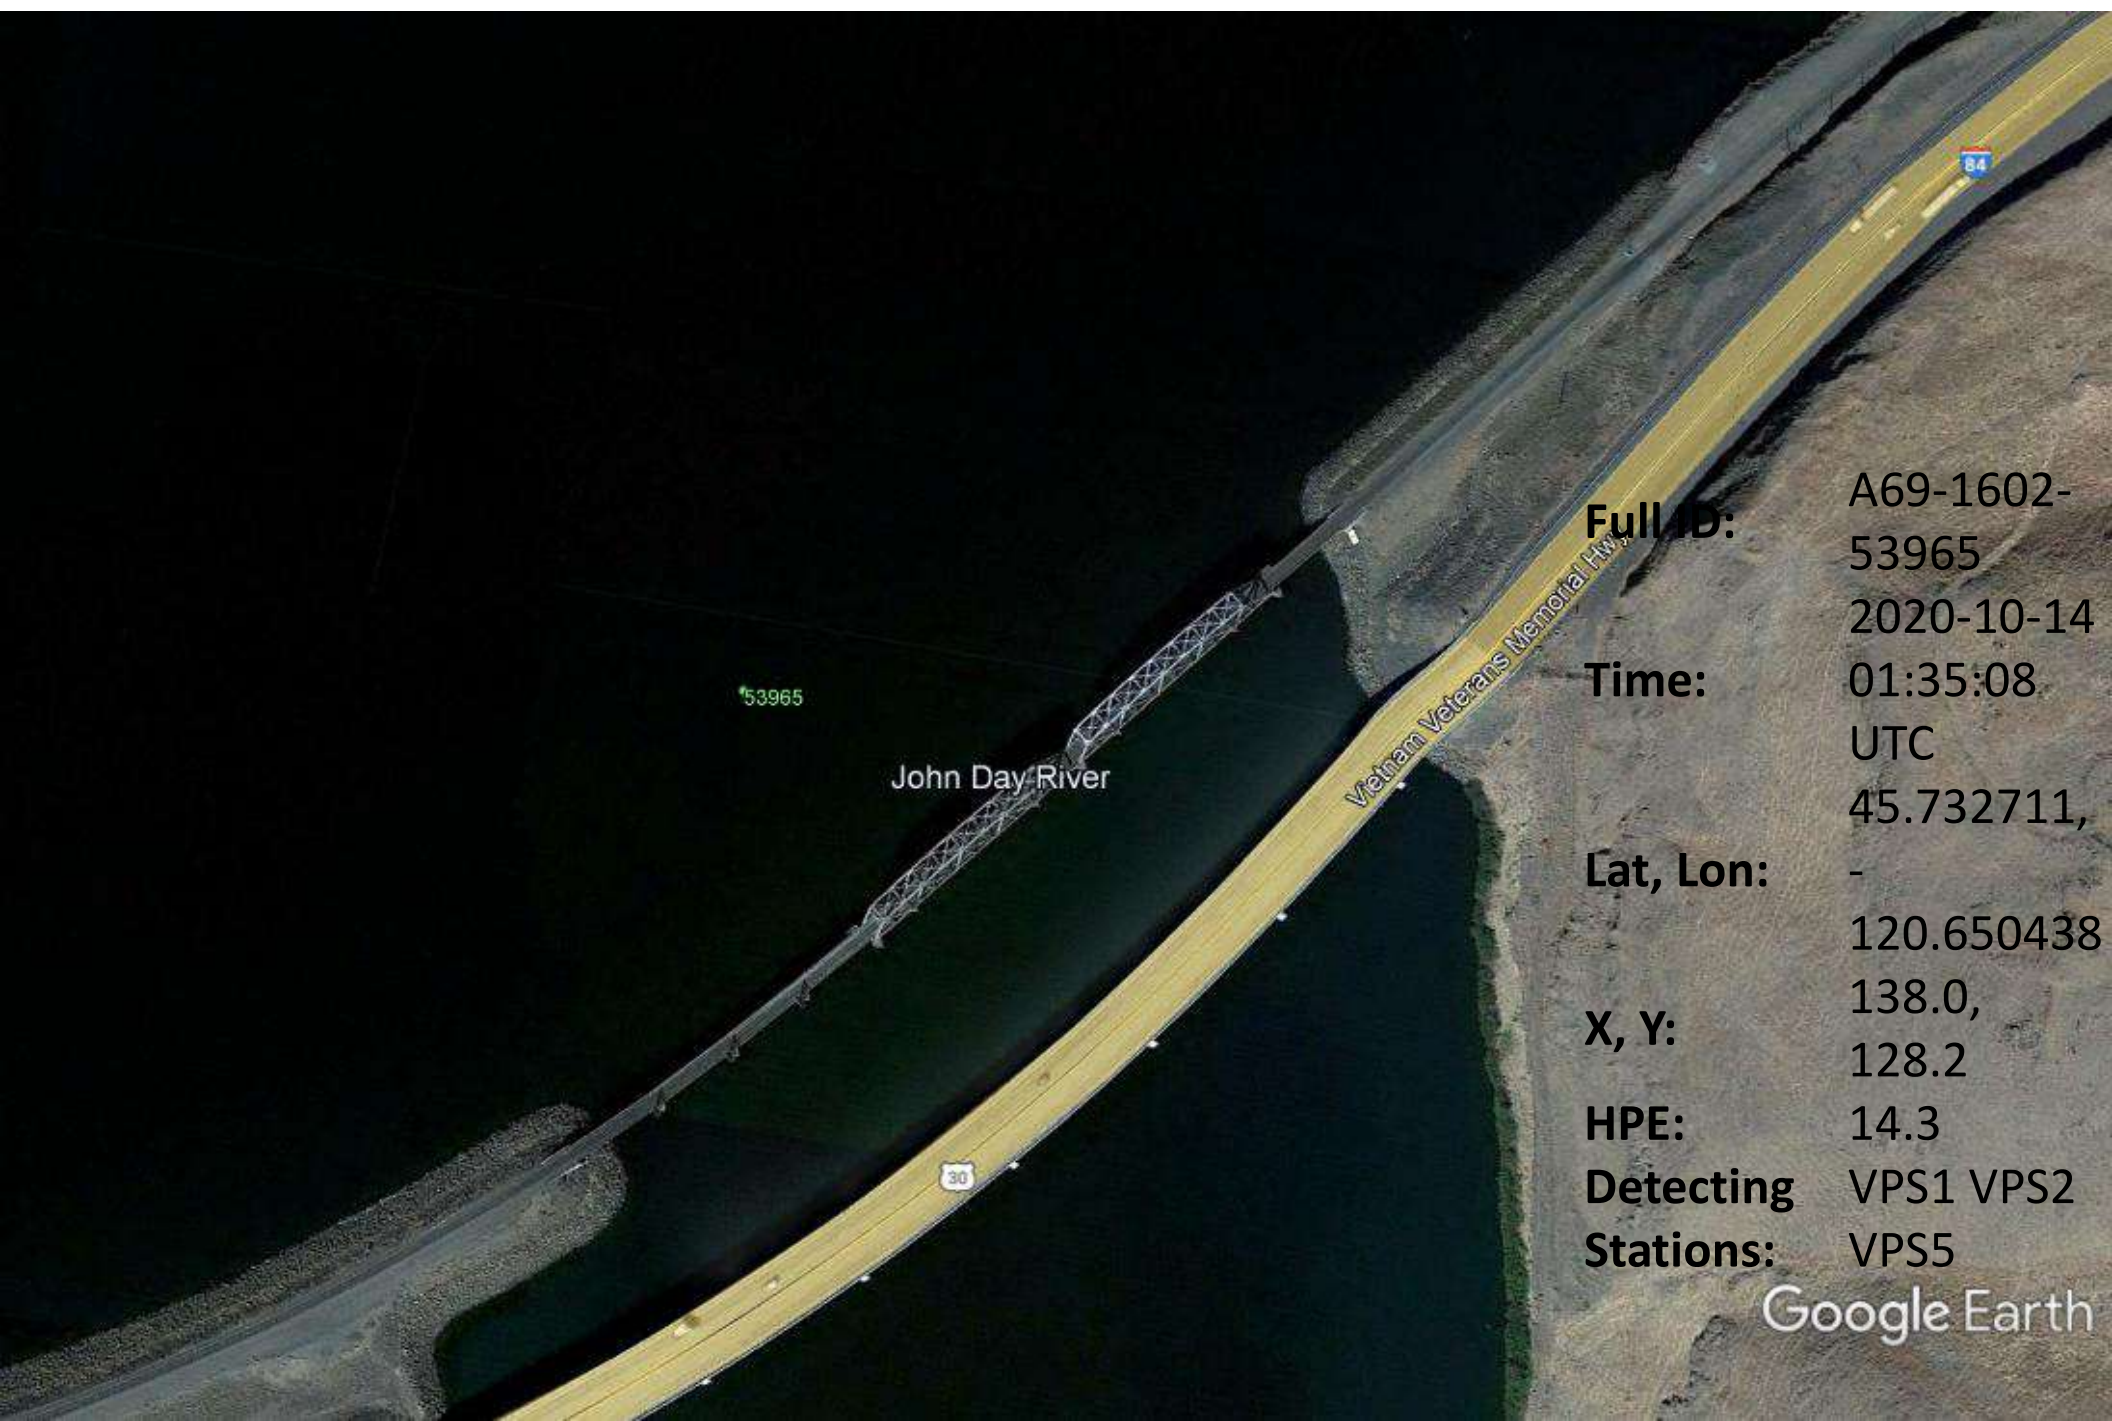 84
Full ID:
A69-1602-
53965
Time:
2020-10-14
01:35:08
UTC
Lat, Lon:
45.732711,
-
120.650438
X, Y:
138.0,
128.2
HPE:
14.3
Detecting
Stations:
VPS1 VPS2
VPS5
Vietnam Veterans Memorial Hwy
53965
John Day River
30
Google Earth